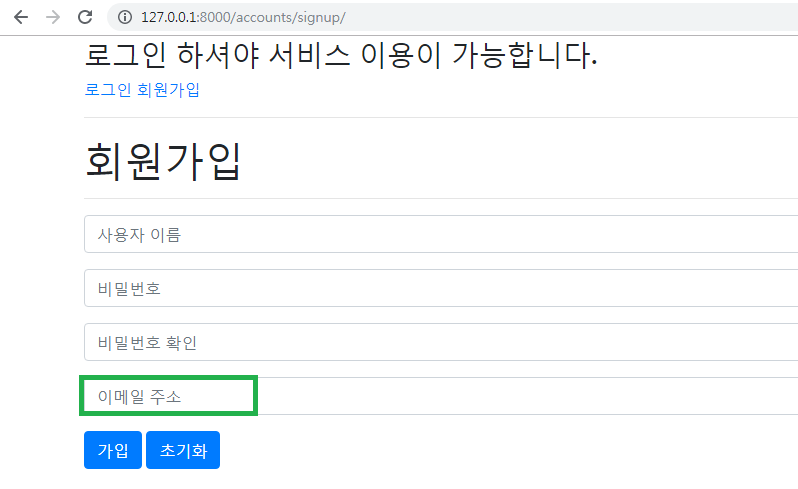 127.0.0.1:8000/accounts/signup/
로그인 하셔야 서비스 이용이 가능합니다.
로그인 회원가입
회원가입
사용자 이름
비밀번호
비밀번호 확인
이메일 주소
가입 초기화